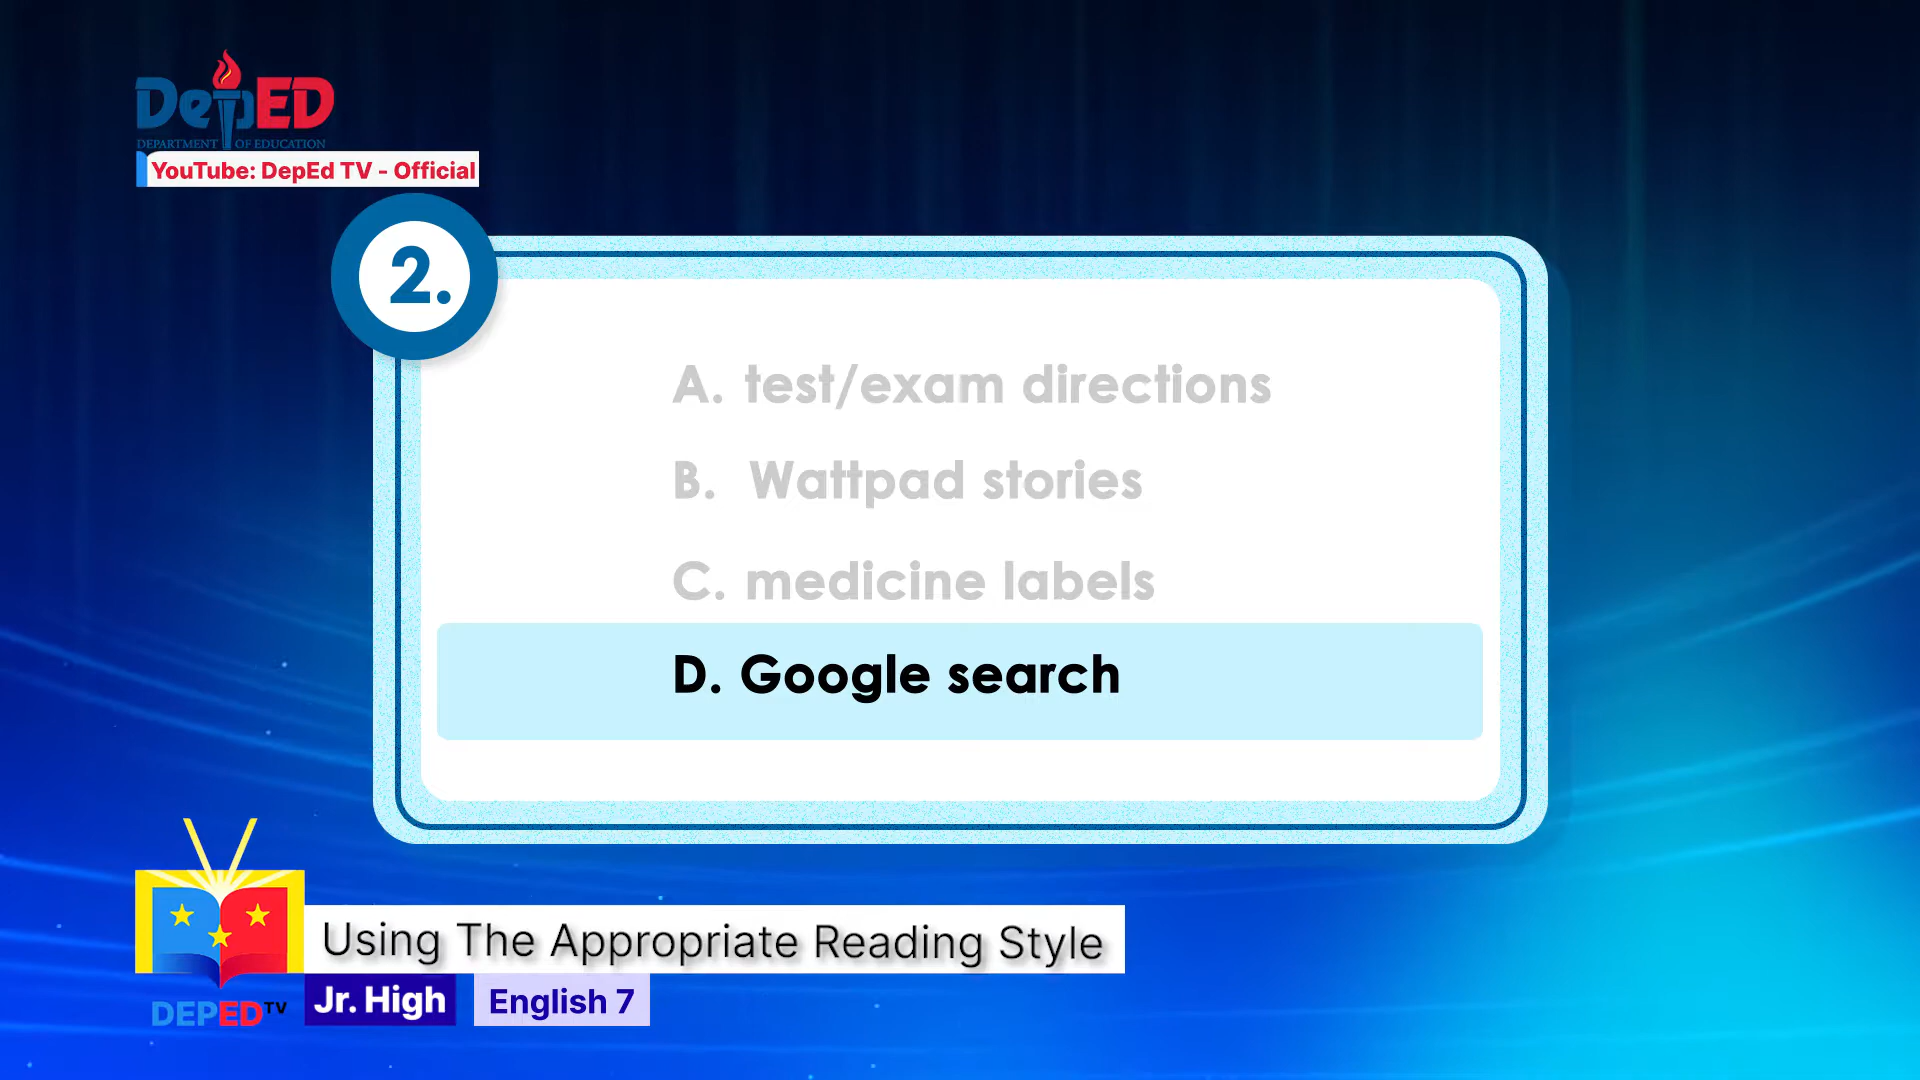 DepED
DEPARTMENT OF EDUCATION
YouTube: DepEd TV - Official
2.
A. test/exam directions
B. Wattpad stories
C. medicine labels
D. Google search
Using The Appropriate Reading Style
DEPED TV
Jr. High
English 7